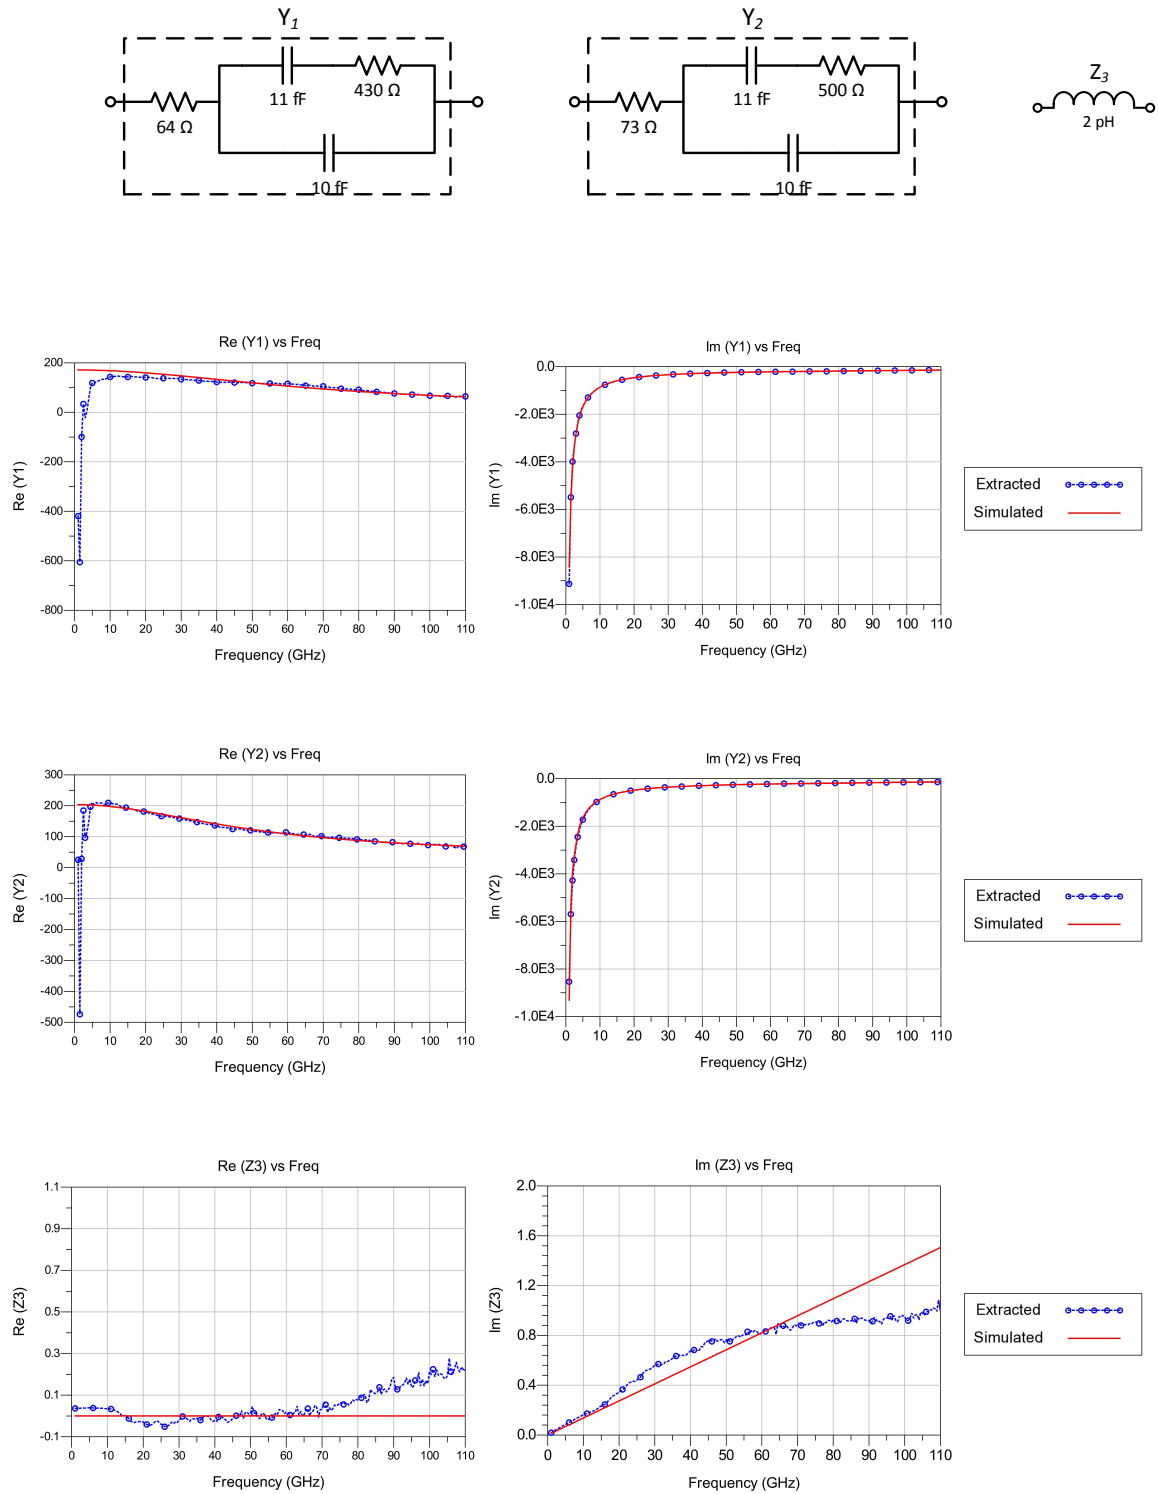 Y1
Y2
Z3
11 fF
430 Ω
64 Ω
10 fF
11 fF
500 Ω
73 Ω
10 fF
2 pH
Re (Y1) vs Freq
200
0
-200
-400
-600
-800
Re (Y1)
0 10 20 30 40 50 60 70 80 90 100 110
Frequency (GHz)
Im (Y1) vs Freq
0.0
-2.0E3
-4.0E3
-6.0E3
-8.0E3
-1.0E4
Im (Y1)
0 10 20 30 40 50 60 70 80 90 100 110
Frequency (GHz)
Extracted
Simulated
Re (Y2) vs Freq
300
200
100
0
-100
-200
-300
-400
-500
Re (Y2)
0 10 20 30 40 50 60 70 80 90 100 110
Frequency (GHz)
Im (Y2) vs Freq
0.0
-2.0E3
-4.0E3
-6.0E3
-8.0E3
-1.0E4
Im (Y2)
0 10 20 30 40 50 60 70 80 90 100 110
Frequency (GHz)
Extracted
Simulated
Re (Z3) vs Freq
1.1
0.9
0.7
0.5
0.3
0.1
-0.1
Re (Z3)
0 10 20 30 40 50 60 70 80 90 100 110
Frequency (GHz)
Im (Z3) vs Freq
2.0
1.6
1.2
0.8
0.4
0.0
Im (Z3)
0 10 20 30 40 50 60 70 80 90 100 110
Frequency (GHz)
Extracted
Simulated